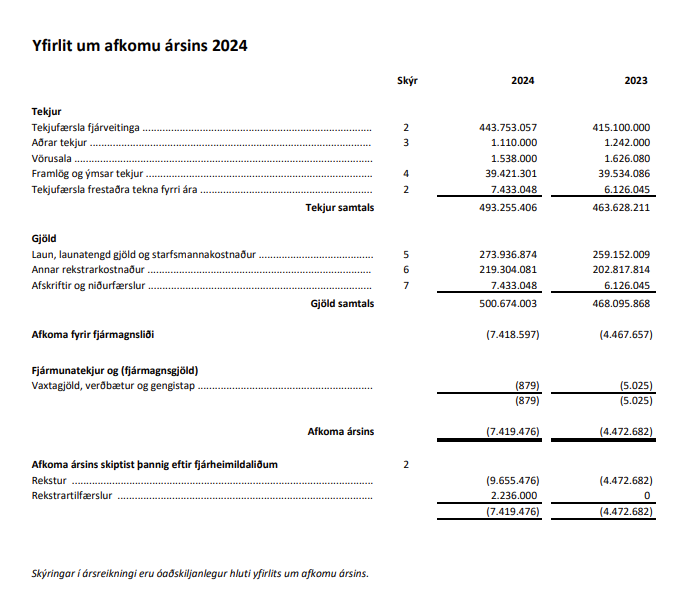 Yfirlit um afkomu ársins 2024
Skýr 2024 2023
Tekjur
Tekjufærsla fjárveitinga ........ 2 443.753.057 415.100.000
Aðrar tekjur ........ 3 1.110.000 1.242.000
Vörusala ........ 1.538.000 1.626.080
Framlög og ýmsar tekjur ........ 4 39.421.301 39.534.086
Tekjufærsla frestaðra tekna fyrri ára ........ 2 7.433.048 6.126.045
Tekjur samtals 493.255.406 463.628.211
Gjöld
Laun, launatengd gjöld og starfsmannakostnaður ........ 5 273.936.874 259.152.009
Annar rekstrarkostnaður ........ 6 219.304.081 202.817.814
Afskriftir og niðurfærslur ........ 7 7.433.048 6.126.045
Gjöld samtals 500.674.003 468.095.868
Afkoma fyrir fjármagnsliði (7.418.597) (4.467.657)
Fjármunatekjur og (fjármagnsgjöld)
Vaxtagjöld, verðbætur og gengistap ........ (879) (5.025)
(879) (5.025)
Afkoma ársins (7.419.476) (4.472.682)
Afkoma ársins skiptist þannig eftir fjárheimildaliðum 2
Rekstur ........ (9.655.476) (4.472.682)
Rekstrartilfærslur ........ 2.236.000 0
(7.419.476) (4.472.682)
Skýringar í ársreikningi eru óaðskiljanlegur hluti yfirlits um afkomu ársins.